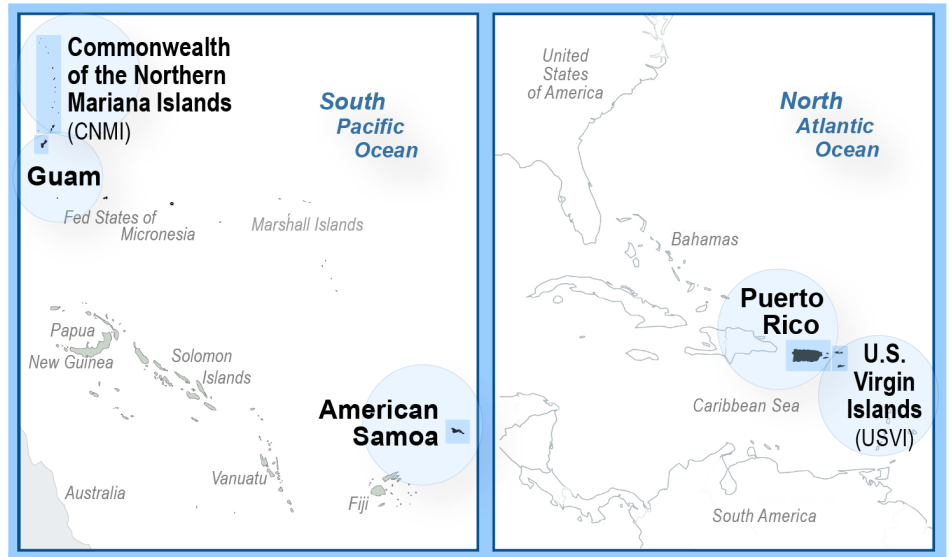 Commonwealth
of the Northern
Mariana Islands
(CNMI)
Guam
South
Pacific
Ocean
Fed States of
Micronesia
Marshall Islands
Papua
New Guinea
Solomon
Islands
American
Samoa
Vanuatu
Fiji
Australia
United
States
of America
North
Atlantic
Ocean
Bahamas
Puerto
Rico
U.S.
Virgin
Islands
(USVI)
Caribbean Sea
South America